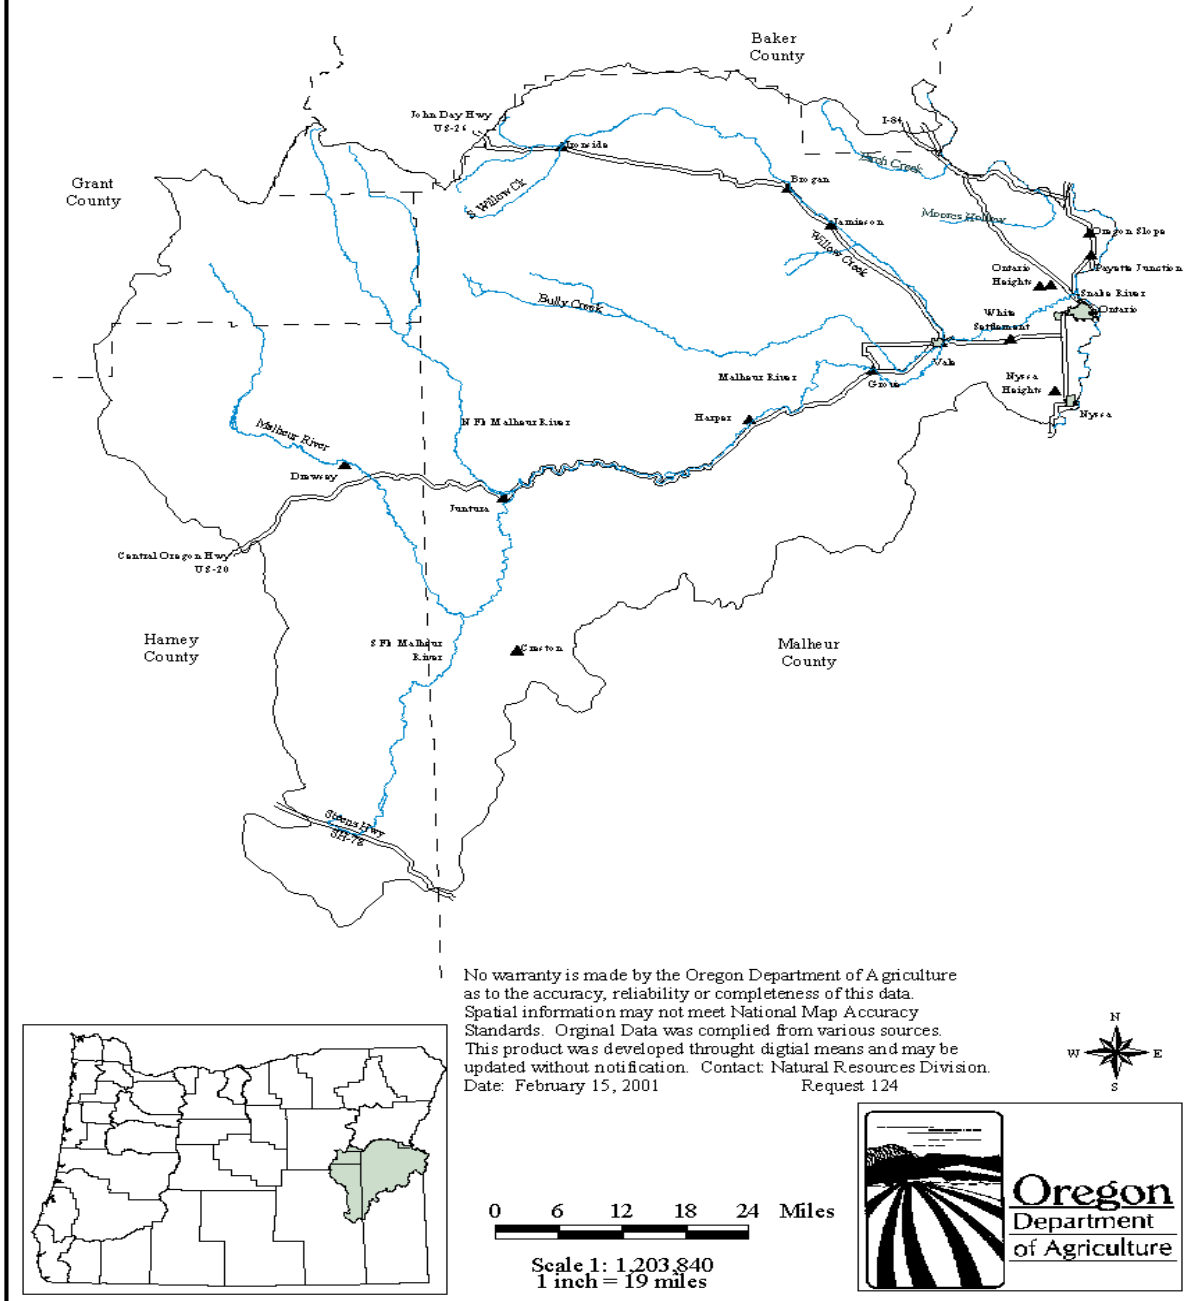 Baker
County
John Day Hwy
US-26
I-84
Ironside
Birch Creek
Grant
County
S Willow Ck
Brogan
Moores Hollow
Jamieson
Oregon Slope
Willow Creek
Ontario
Heights
Payette Junction
Bully Creek
Snake River
Ontario
White
Settlement
Vale
Malheur River
Grove
Nyssa
Heights
Nyssa
Harper
N Fk Malheur River
Malheur River
Drewsey
Juntura
Central Oregon Hwy
US-20
Harney
County
S Fk Malheur
River
Creston
Malheur
County
Steens Hwy
SH-78
No warranty is made by the Oregon Department of Agriculture
as to the accuracy, reliability or completeness of this data.
Spatial information may not meet National Map Accuracy
Standards. Orginal Data was complied from various sources.
This product was developed throught digtial means and may be
updated without notification. Contact: Natural Resources Division.
Date: February 15, 2001 Request 124
N
W E
S
0 6 12 18 24 Miles
Scale 1: 1,203,840
1 inch = 19 miles
Oregon
Department
of Agriculture